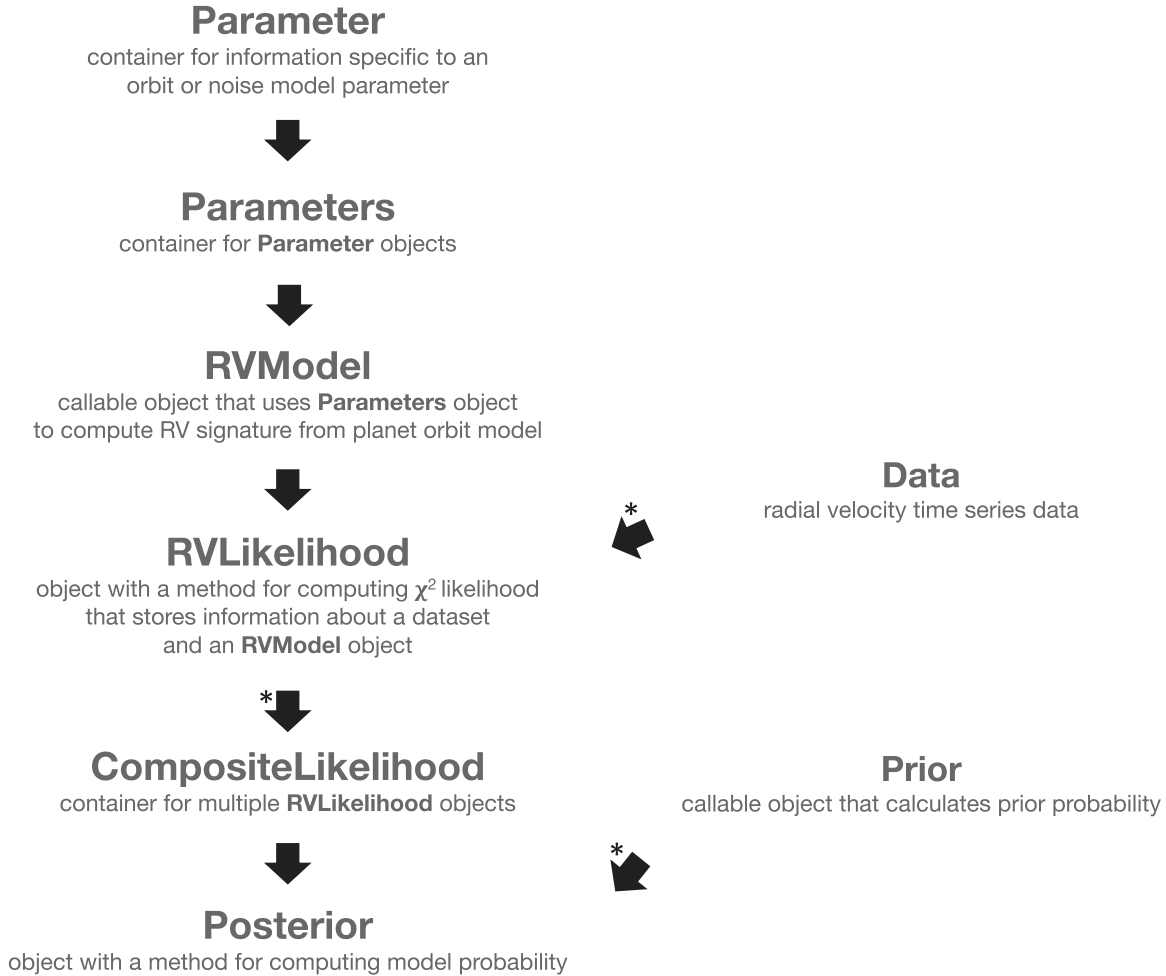 Parameter
container for information specific to an
orbit or noise model parameter
Parameters
container for Parameter objects
RVModel
callable object that uses Parameters object
to compute RV signature from planet orbit model
Data
radial velocity time series data
*
RVLikelihood
object with a method for computing χ² likelihood
that stores information about a dataset
and an RVModel object
*
CompositeLikelihood
container for multiple RVLikelihood objects
Prior
callable object that calculates prior probability
*
Posterior
object with a method for computing model probability